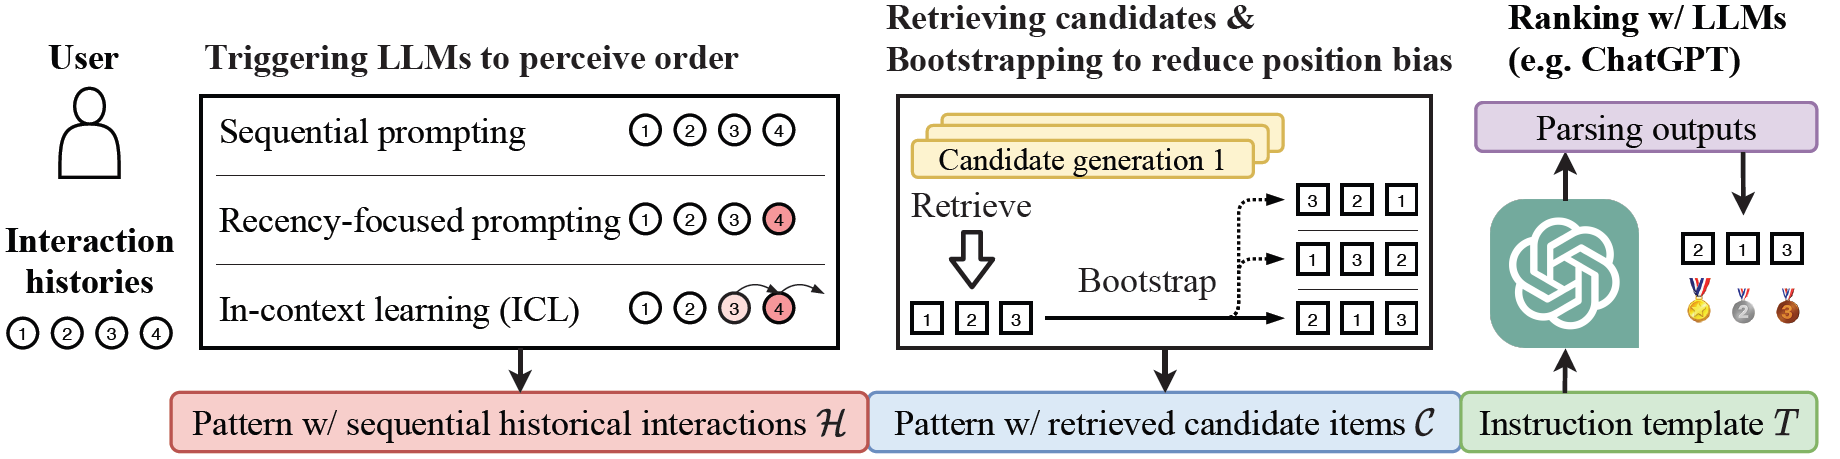 User
Interaction
histories
1 2 3 4
Triggering LLMs to perceive order
Sequential prompting 1 2 3 4
Recency-focused prompting 1 2 3 4
In-context learning (ICL) 1 2 3 4
Pattern w/ sequential historical interactions ℋ
Retrieving candidates &
Bootstrapping to reduce position bias
Candidate generation 1
Retrieve
1 2 3
Bootstrap
3 2 1
1 3 2
2 1 3
Pattern w/ retrieved candidate items 𝒞
Ranking w/ LLMs
(e.g. ChatGPT)
Parsing outputs
2 1 3
2 3
Instruction template T